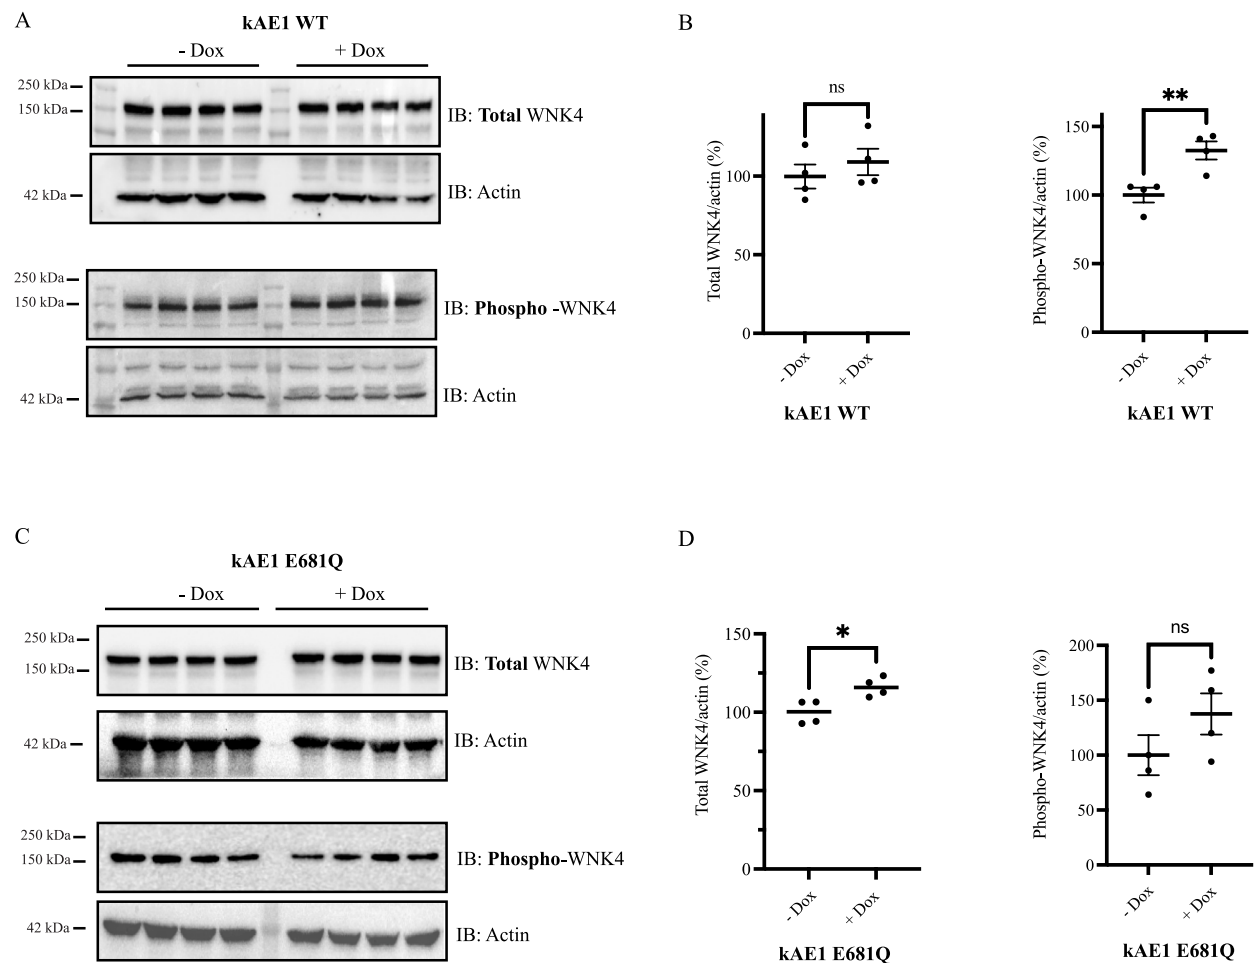 A
kAE1 WT
- Dox
+ Dox
250 kDa
150 kDa
IB: Total WNK4
42 kDa
IB: Actin
250 kDa
150 kDa
IB: Phospho -WNK4
42 kDa
IB: Actin
B
Total WNK4/actin (%)
ns
100
50
0
- Dox
+ Dox
kAE1 WT
Phospho-WNK4/actin (%)
**
150
100
50
0
- Dox
+ Dox
kAE1 WT
C
kAE1 E681Q
- Dox
+ Dox
250 kDa
150 kDa
IB: Total WNK4
42 kDa
IB: Actin
250 kDa
150 kDa
IB: Phospho-WNK4
42 kDa
IB: Actin
D
Total WNK4/actin (%)
*
150
100
50
0
- Dox
+ Dox
kAE1 E681Q
Phospho-WNK4/actin (%)
ns
200
150
100
50
0
- Dox
+ Dox
kAE1 E681Q